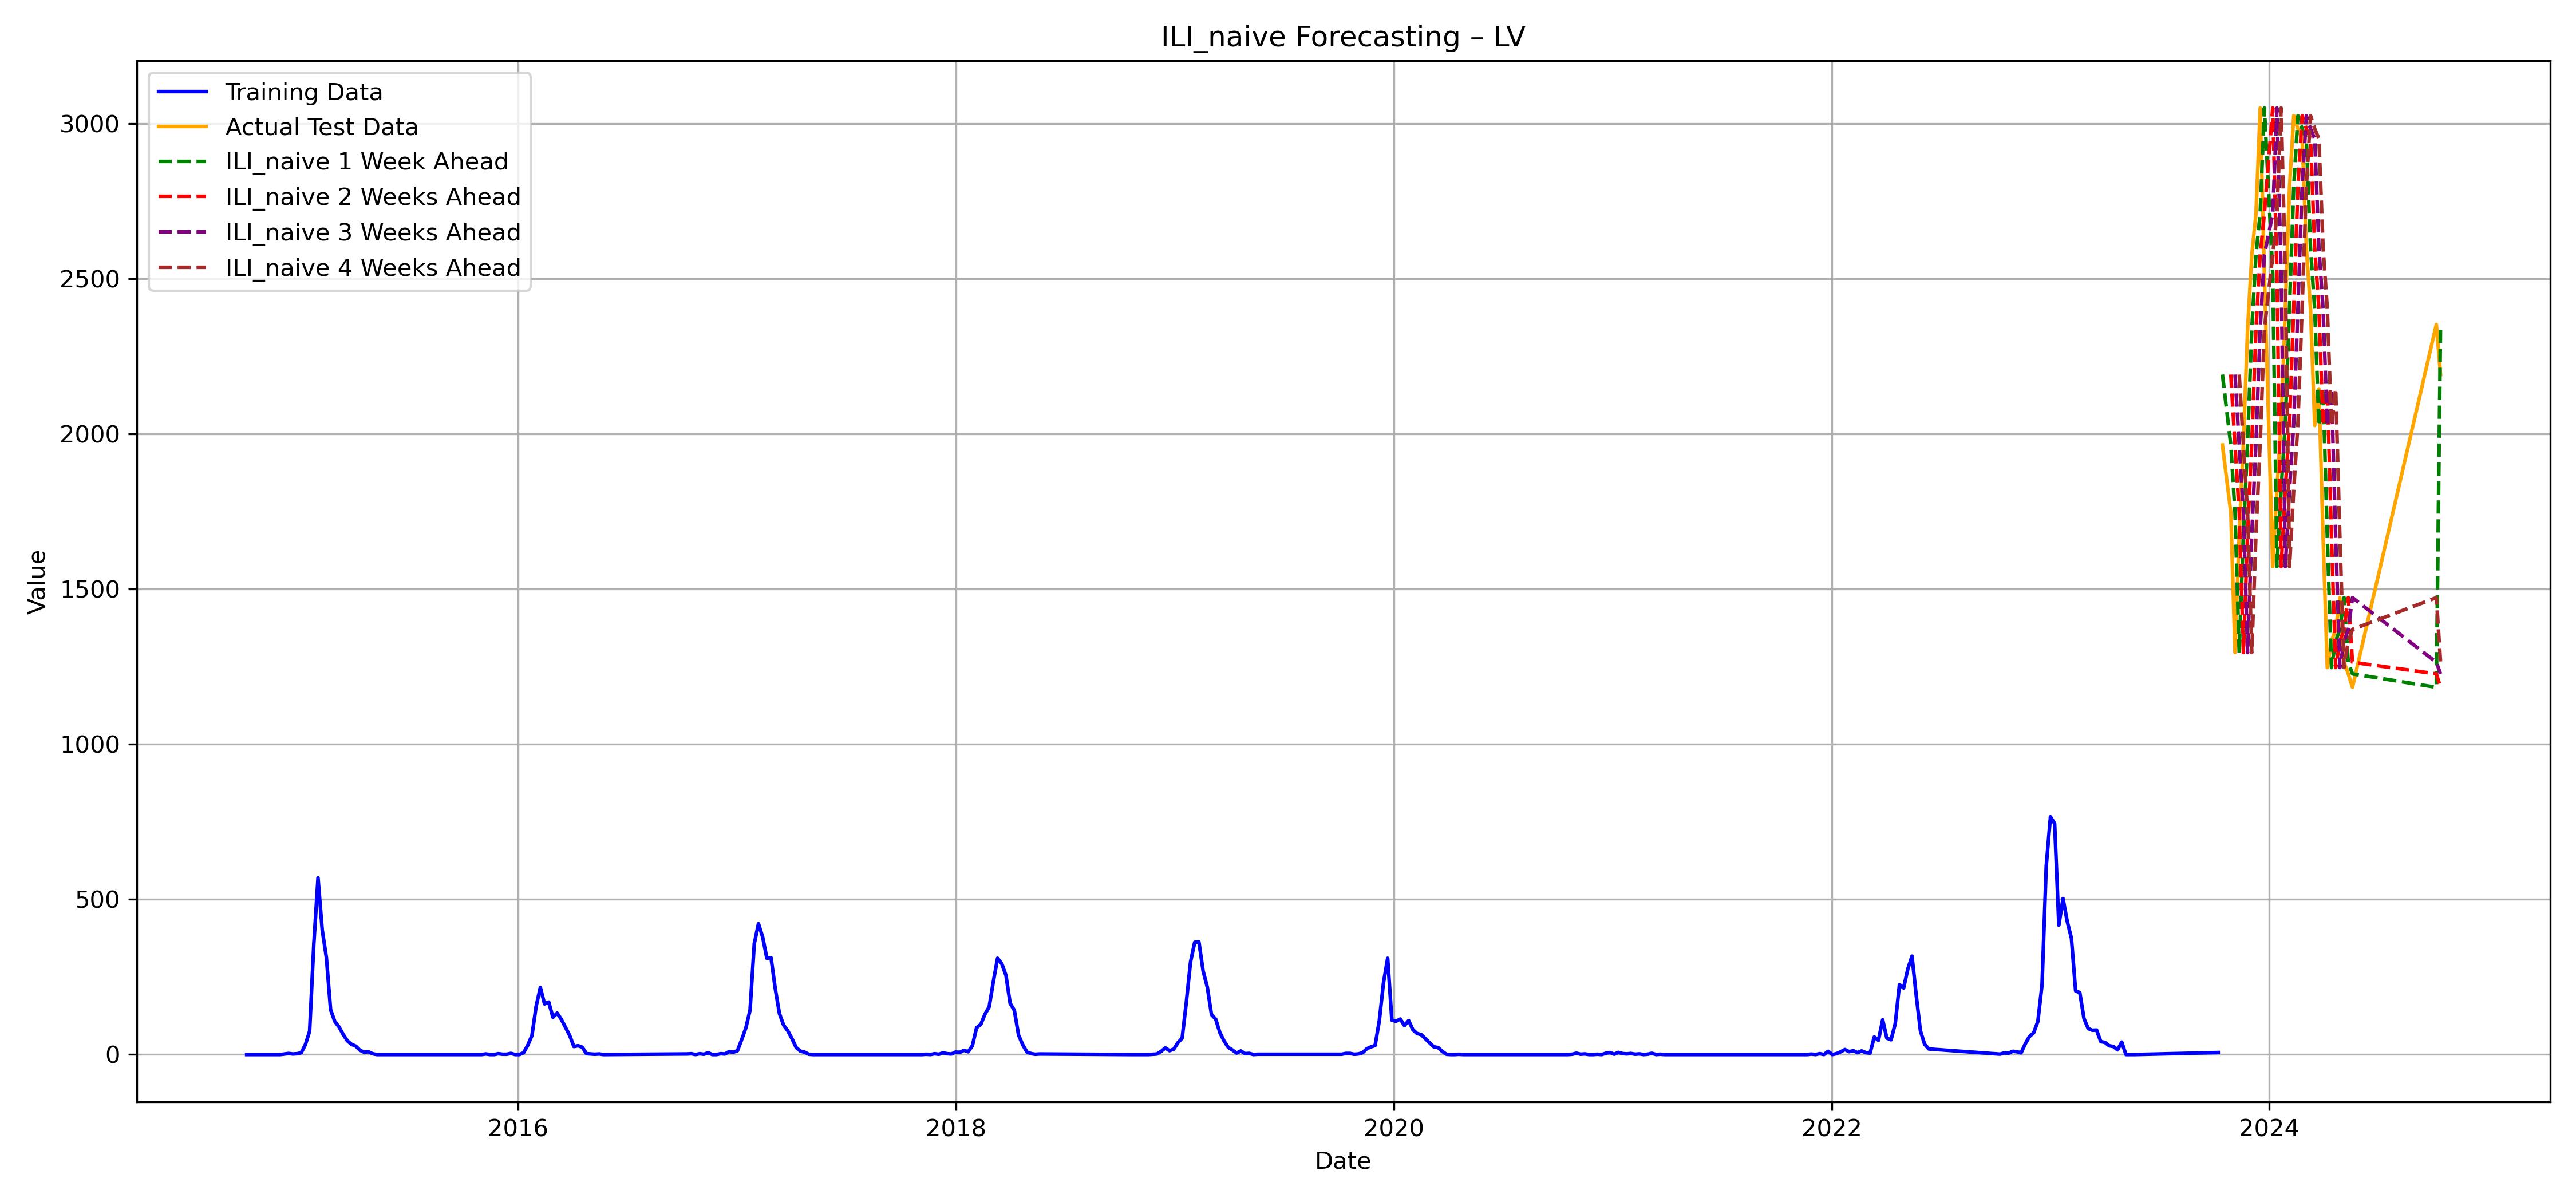 ILI_naive Forecasting – LV
Training Data
Actual Test Data
ILI_naive 1 Week Ahead
ILI_naive 2 Weeks Ahead
ILI_naive 3 Weeks Ahead
ILI_naive 4 Weeks Ahead
3000
2500
2000
1500
1000
500
0
Value
2016
2018
2020
2022
2024
Date